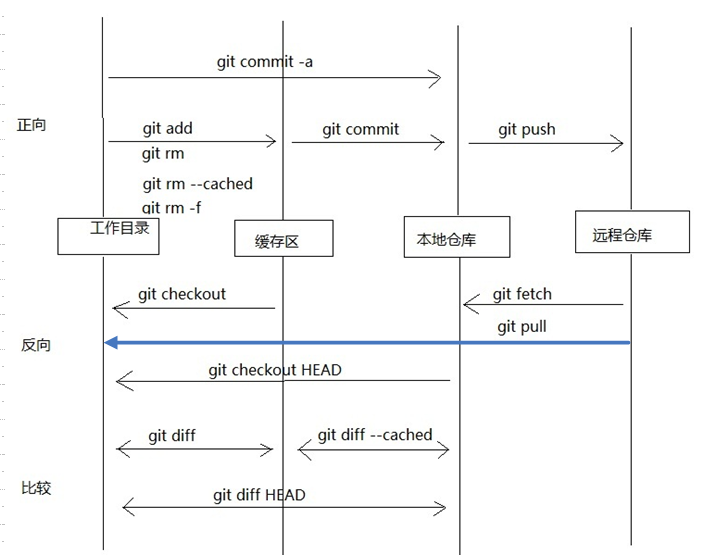 git commit -a
正向
git add
git commit
git push
git rm
git rm --cached
git rm -f
工作目录
缓存区
本地仓库
远程仓库
git checkout
git fetch
git pull
反向
git checkout HEAD
git diff
git diff --cached
比较
git diff HEAD